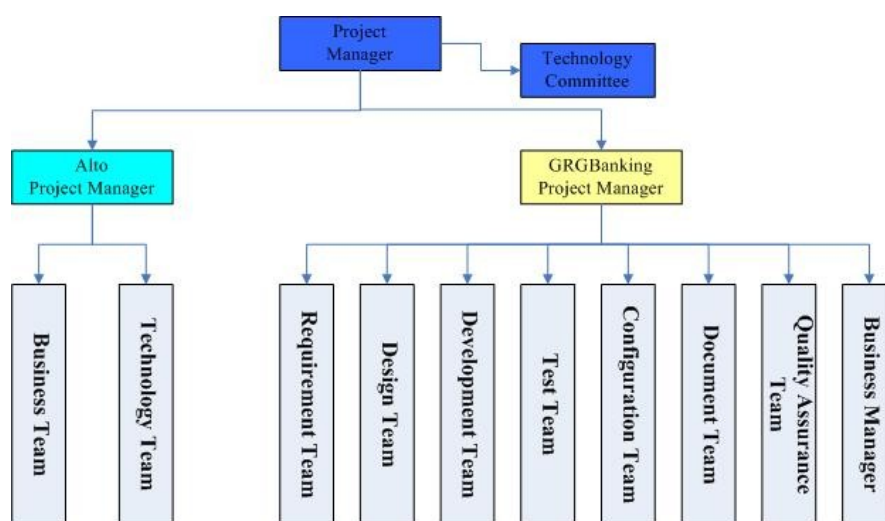 Project
Manager
Technology
Committee
Alto
Project Manager
GRGBanking
Project Manager
Business Team
Technology Team
Requirement Team
Design Team
Development Team
Test Team
Configuration Team
Document Team
Quality Assurance
Team
Business Manager